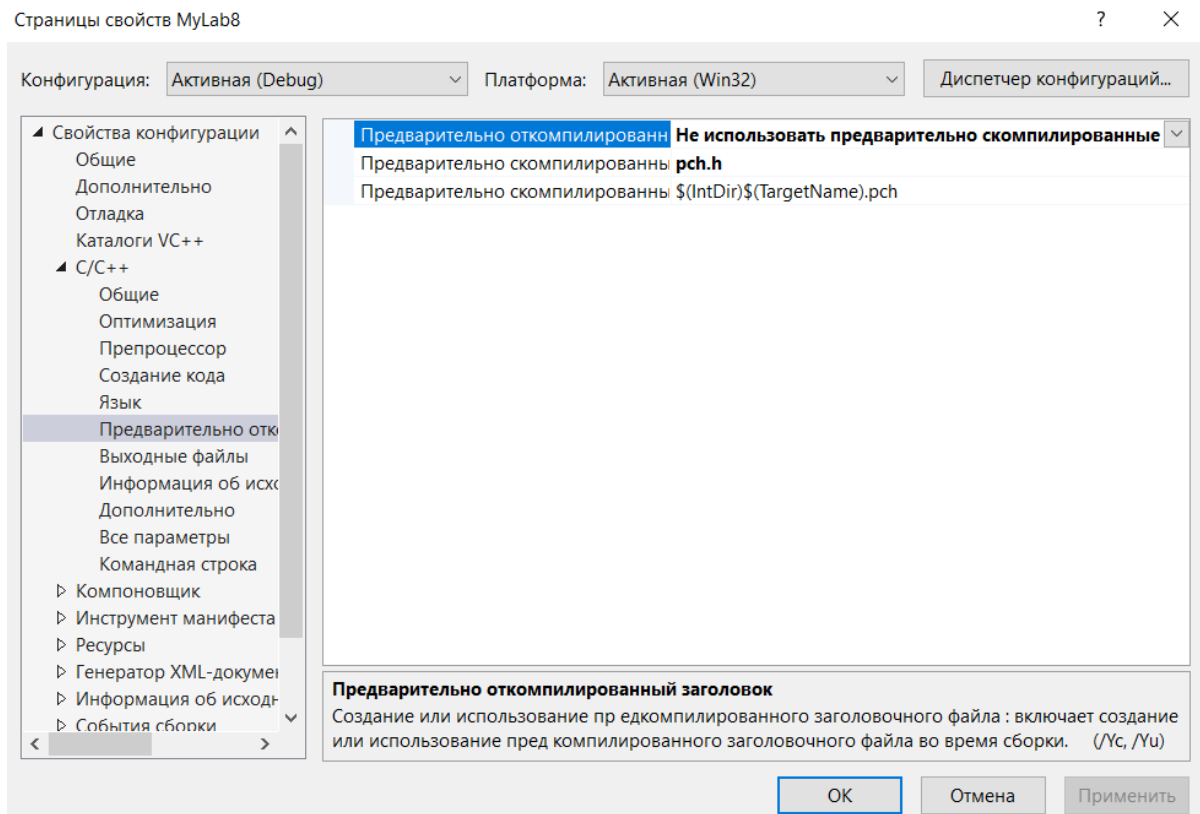 Страницы свойств MyLab8 ?
Конфигурация: Активная (Debug) Платформа: Активная (Win32) Диспетчер конфигураций...
Свойства конфигурации
Общие
Дополнительно
Отладка
Каталоги VC++
C/C++
Общие
Оптимизация
Препроцессор
Создание кода
Язык
Предварительно отко
Выходные файлы
Информация об исхо
Дополнительно
Все параметры
Командная строка
Компоновщик
Инструмент манифеста
Ресурсы
Генератор XML-докумен
Информация об исходн
События сборки
Предварительно откомпилированн Не использовать предварительно скомпилированные
Предварительно скомпилированны pch.h
Предварительно скомпилированны $(IntDir)$(TargetName).pch
Предварительно откомпилированный заголовок
Создание или использование пр едкомпилированного заголовочного файла : включает создание
или использование пред компилированного заголовочного файла во время сборки. (/Yc, /Yu)
ОК Отмена Применить